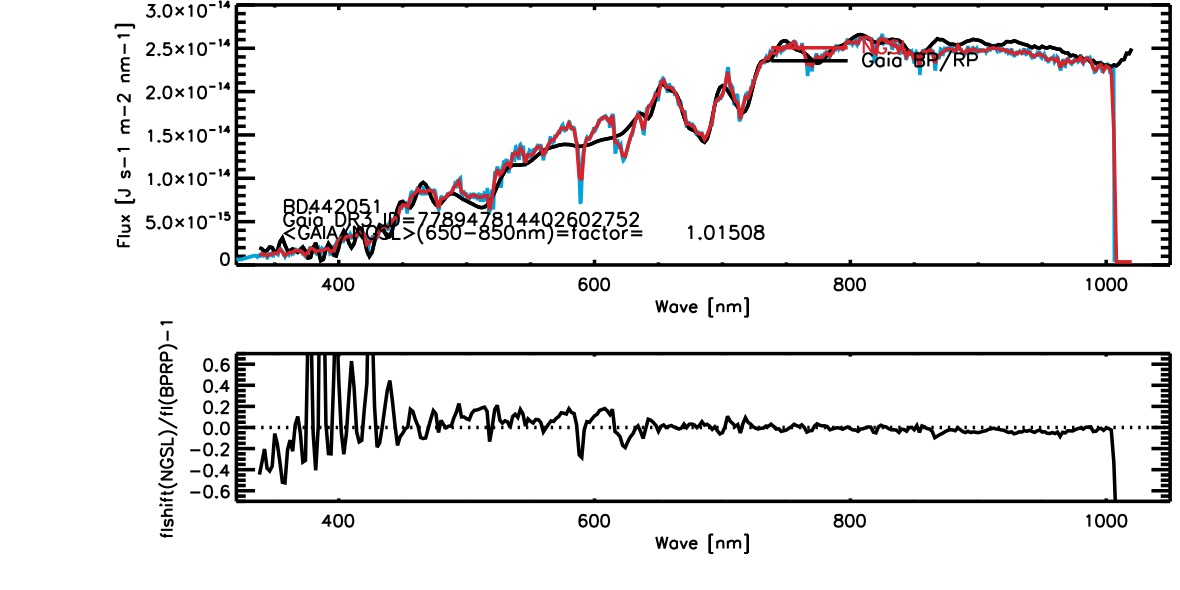 3.0×10−14
2.5×10−14
2.0×10−14
1.5×10−14
1.0×10−14
5.0×10−15
0
Flux [J s−1 m−2 nm−1]
NGSL
Gaia BP/RP
BD442051
Gaia DR3 ID=778947814402602752
<GAIA/NGSL>(650−850nm)=factor= 1.01508
400 600 800 1000
Wave [nm]
0.6
0.4
0.2
0.0
−0.2
−0.4
−0.6
flshift(NGSL)/fl(BPRP)−1
400 600 800 1000
Wave [nm]